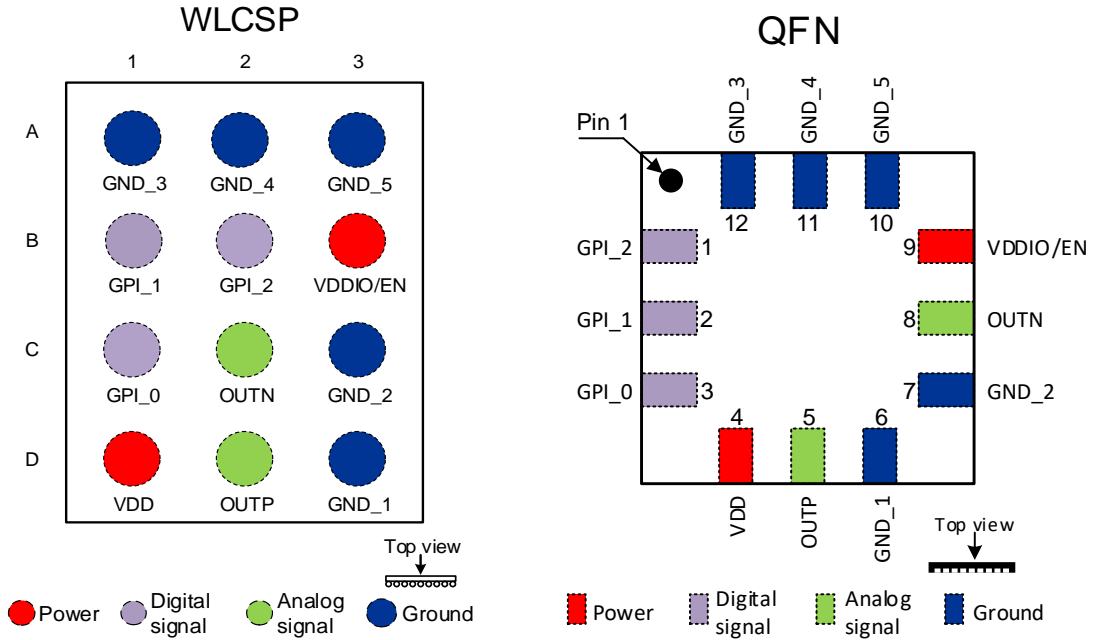 WLCSP
1 2 3
A
GND_3 GND_4 GND_5
B
GPI_1 GPI_2 VDDIO/EN
C
GPI_0 OUTN GND_2
D
VDD OUTP GND_1
Top view
Power
Digital
signal
Analog
signal
Ground
QFN
Pin 1
GND_3 GND_4 GND_5
12 11 10
GPI_2 1 9 VDDIO/EN
GPI_1 2 8 OUTN
GPI_0 3 7 GND_2
4 5 6
VDD OUTP GND_1
Top view
Power
Digital
signal
Analog
signal
Ground